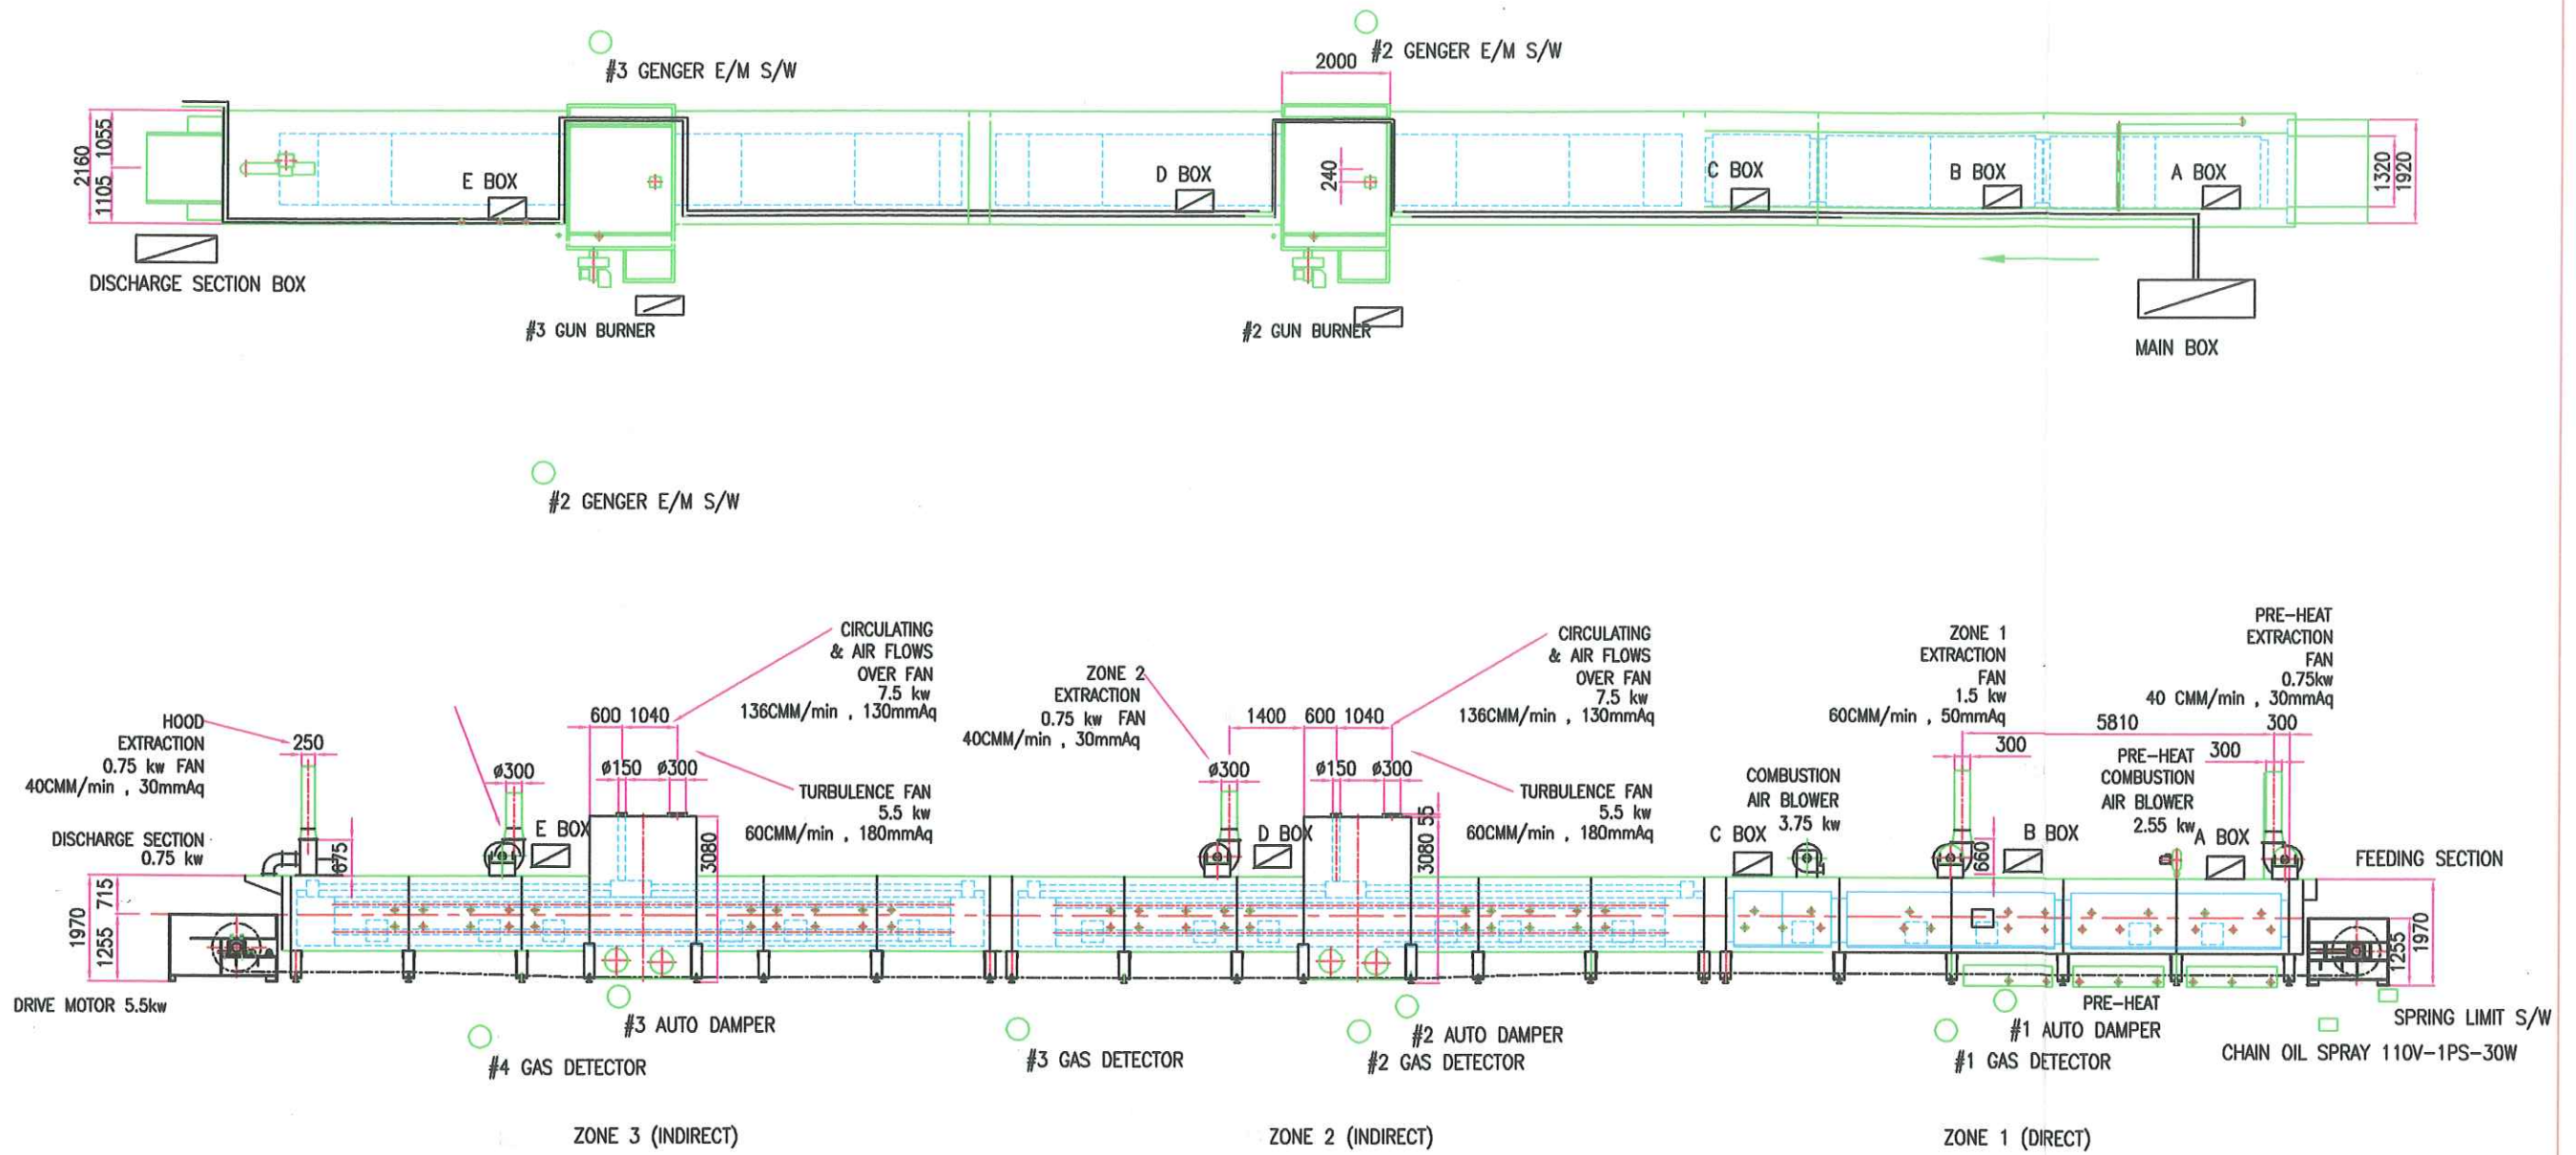 #3 GENGER E/M S/W
#2 GENGER E/M S/W
2000
2160
1055
1105
E BOX
D BOX
240
C BOX
B BOX
A BOX
1320
1920
DISCHARGE SECTION BOX
#3 GUN BURNER
#2 GUN BURNER
MAIN BOX
#2 GENGER E/M S/W
HOOD
EXTRACTION
0.75 kw FAN
40CMM/min , 30mmAq
250
DISCHARGE SECTION
0.75 kw
675
ø300
E BOX
600 1040
ø150 ø300
CIRCULATING
& AIR FLOWS
OVER FAN
7.5 kw
136CMM/min , 130mmAq
TURBULENCE FAN
5.5 kw
60CMM/min , 180mmAq
3080
ZONE 2
EXTRACTION
0.75 kw FAN
40CMM/min , 30mmAq
1400 600 1040
ø300
ø150 ø300
D BOX
CIRCULATING
& AIR FLOWS
OVER FAN
7.5 kw
136CMM/min , 130mmAq
TURBULENCE FAN
5.5 kw
60CMM/min , 180mmAq
3080 55
COMBUSTION
AIR BLOWER
3.75 kw
C BOX
ZONE 1
EXTRACTION
FAN
1.5 kw
60CMM/min , 50mmAq
300
660
B BOX
PRE-HEAT
EXTRACTION
FAN
0.75kw
40 CMM/min , 30mmAq
5810
300
PRE-HEAT
COMBUSTION
AIR BLOWER
2.55 kw
300
A BOX
FEEDING SECTION
1970
715
1255
1255
1970
DRIVE MOTOR 5.5kw
#3 AUTO DAMPER
#4 GAS DETECTOR
#3 GAS DETECTOR
#2 AUTO DAMPER
#2 GAS DETECTOR
PRE-HEAT
#1 AUTO DAMPER
#1 GAS DETECTOR
SPRING LIMIT S/W
CHAIN OIL SPRAY 110V-1PS-30W
ZONE 3 (INDIRECT)
ZONE 2 (INDIRECT)
ZONE 1 (DIRECT)